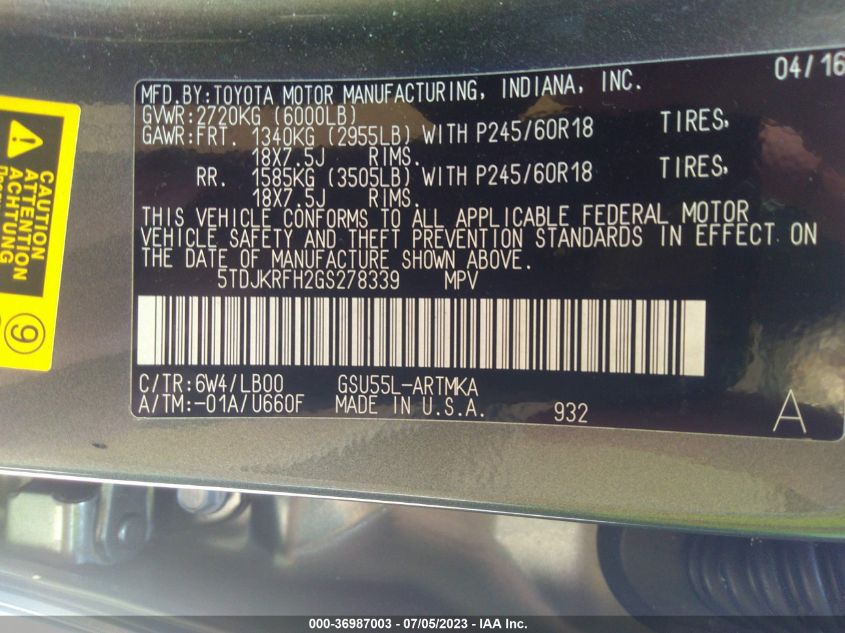 04/16
MFD.BY:TOYOTA MOTOR MANUFACTURING, INDIANA, INC.
GVWR:2720KG (6000LB)
GAWR:FRT. 1340KG (2955LB) WITH P245/60R18 TIRES,
18X7.5J RIMS.
RR. 1585KG (3505LB) WITH P245/60R18 TIRES,
18X7.5J RIMS.
THIS VEHICLE CONFORMS TO ALL APPLICABLE FEDERAL MOTOR
VEHICLE SAFETY AND THEFT PREVENTION STANDARDS IN EFFECT ON
THE DATE OF MANUFACTURE SHOWN ABOVE.
5TDJKRFH2GS278339 MPV
C/TR:6W4/LB00 GSU55L-ARTMKA
A/TM:-01A/U660F MADE IN U.S.A. 932 A
CAUTION
ATTENTION
ACHTUNG
9
000-36987003 - 07/05/2023 - IAA Inc.